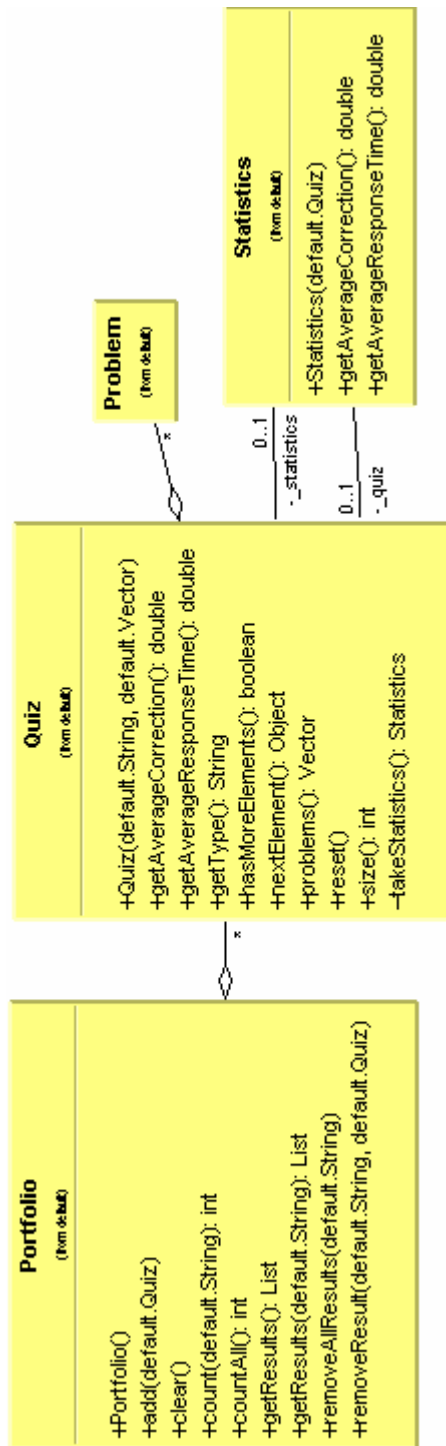 Portfolio
(from default)
+Portfolio()
+add(default.Quiz)
+clear()
+count(default.String): int
+countAll(): int
+getResults(): List
+getResults(default.String): List
+removeAllResults(default.String)
+removeResult(default.String, default.Quiz)
*
Quiz
(from default)
+Quiz(default.String, default.Vector)
+getAverageCorrection(): double
+getAverageResponseTime(): double
+getType(): String
+hasMoreElements(): boolean
+nextElement(): Object
+problems(): Vector
+reset()
+size(): int
-takeStatistics(): Statistics
*
Problem
(from default)
0..1
-_statistics
0..1
-_quiz
Statistics
(from default)
+Statistics(default.Quiz)
+getAverageCorrection(): double
+getAverageResponseTime(): double